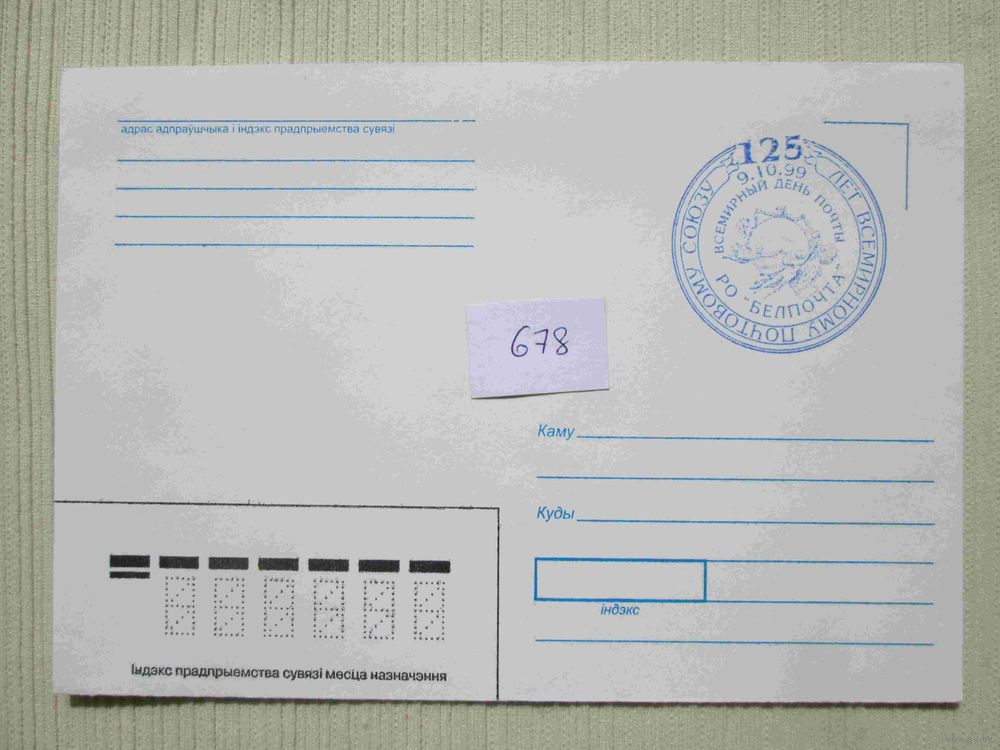 адрас адпраўшчыка і індэкс прадпрыемства сувязі
125
ЛЕТ ВСЕМИРНОМУ ПОЧТОВОМУ СОЮЗУ
9.10.99
ВСЕМИРНЫЙ ДЕНЬ ПОЧТЫ
РО "БЕЛПОЧТА"
678
Каму
Куды
індэкс
Індэкс прадпрыемства сувязі месца назначэння